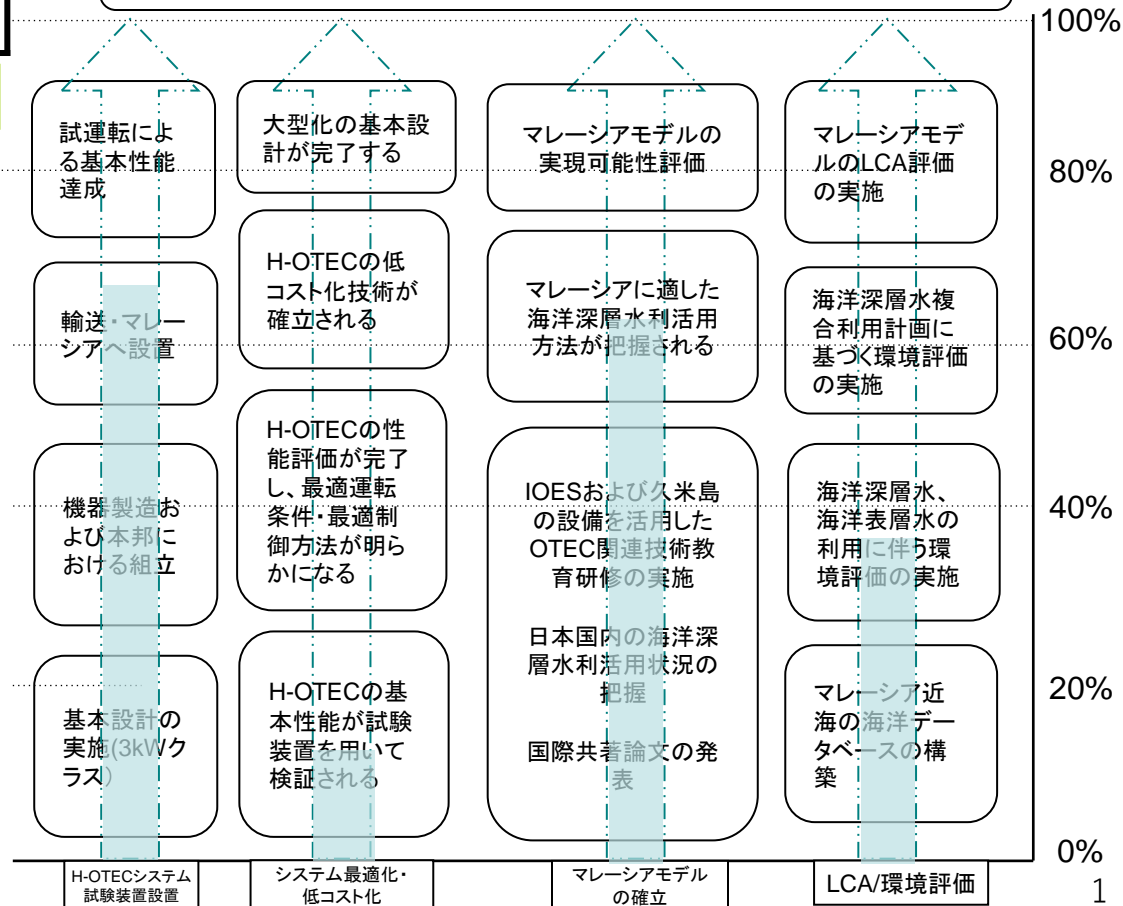 100%
試運転によ
る基本性能
達成
大型化の基本設
計が完了する
マレーシアモデルの
実現可能性評価
マレーシアモデ
ルのLCA評価
の実施
80%
輸送・マレー
シアへ設置
H-OTECの低
コスト化技術が
確立される
マレーシアに適した
海洋深層水利活用
方法が把握される
海洋深層水複
合利用計画に
基づく環境評価
の実施
60%
機器製造お
よび本邦に
おける組立
H-OTECの性
能評価が完了
し、最適運転
条件・最適制
御方法が明ら
かになる
IOESおよび久米島
の設備を活用した
OTEC関連技術教
育研修の実施
日本国内の海洋深
層水利活用状況の
把握
国際共著論文の発
表
海洋深層水、
海洋表層水の
利用に伴う環
境評価の実施
40%
基本設計の
実施(3kWク
ラス)
H-OTECの基
本性能が試験
装置を用いて
検証される
マレーシア近
海の海洋デー
タベースの構
築
20%
0%
H-OTECシステム
試験装置設置
システム最適化・
低コスト化
マレーシアモデル
の確立
LCA/環境評価
1